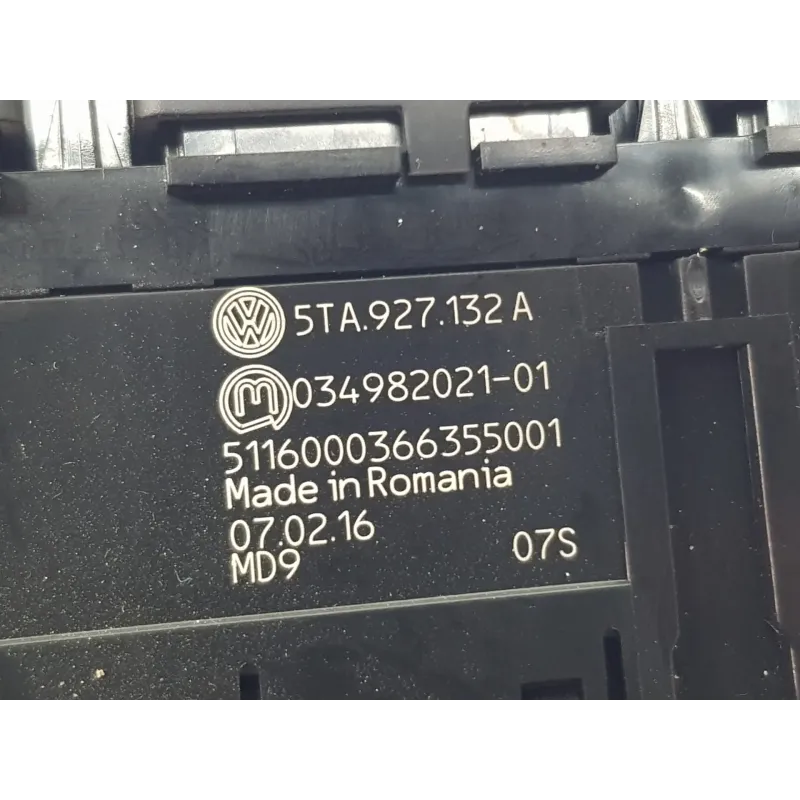 5TA.927.132 A
034982021-01
5116000366355001
Made in Romania
07.02.16
MD9 07S